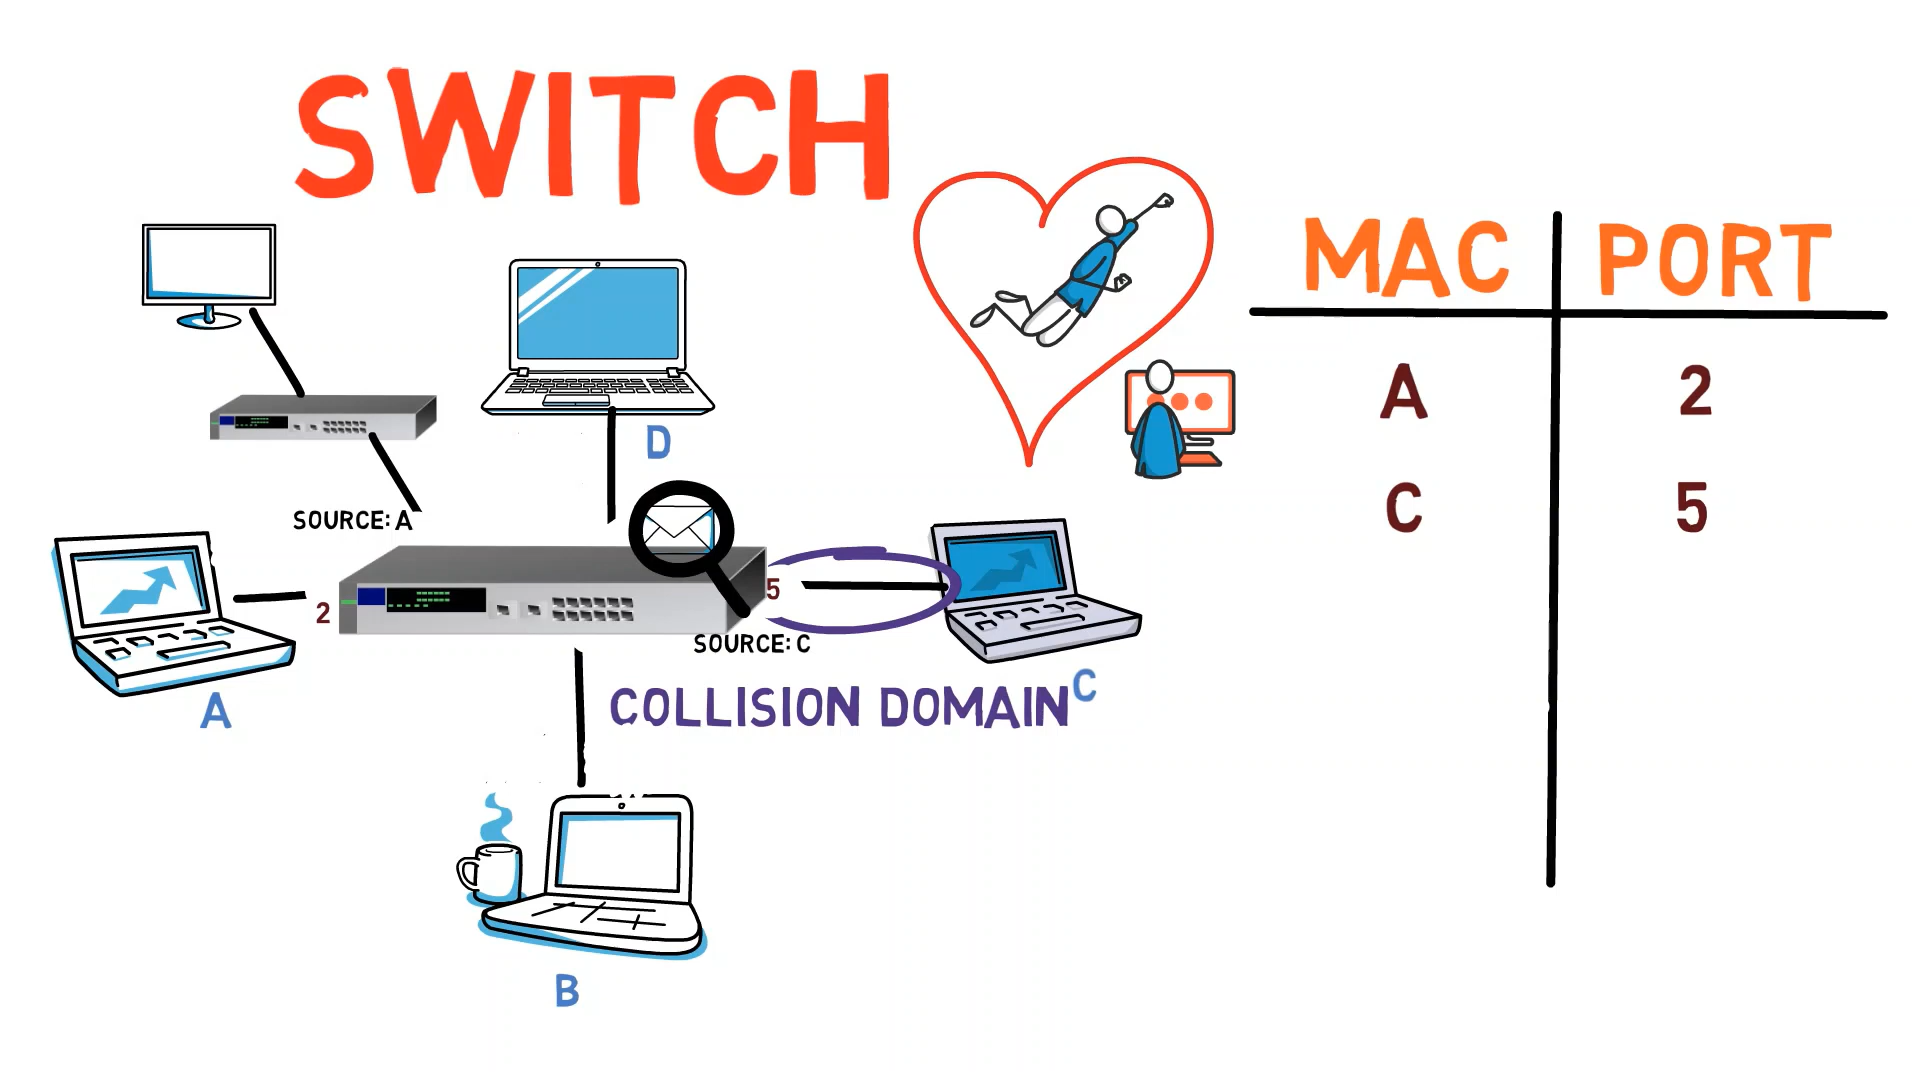 SWITCH
MAC PORT
A 2
C 5
D
SOURCE: A
2
5
SOURCE: C
A
COLLISION DOMAIN
C
B